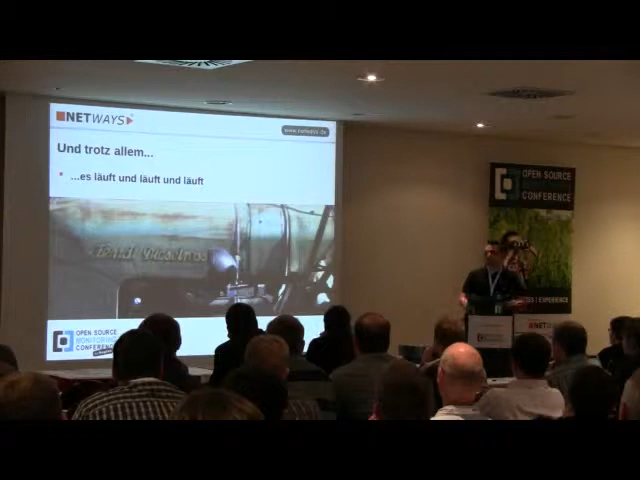 NETWAYS
www.netways.de
Und trotz allem...
...es läuft und läuft und läuft
OPEN SOURCE
MONITORING
CONFERENCE
OPEN SOURCE
CONFERENCE
EXPERIENCE
NETWAYS